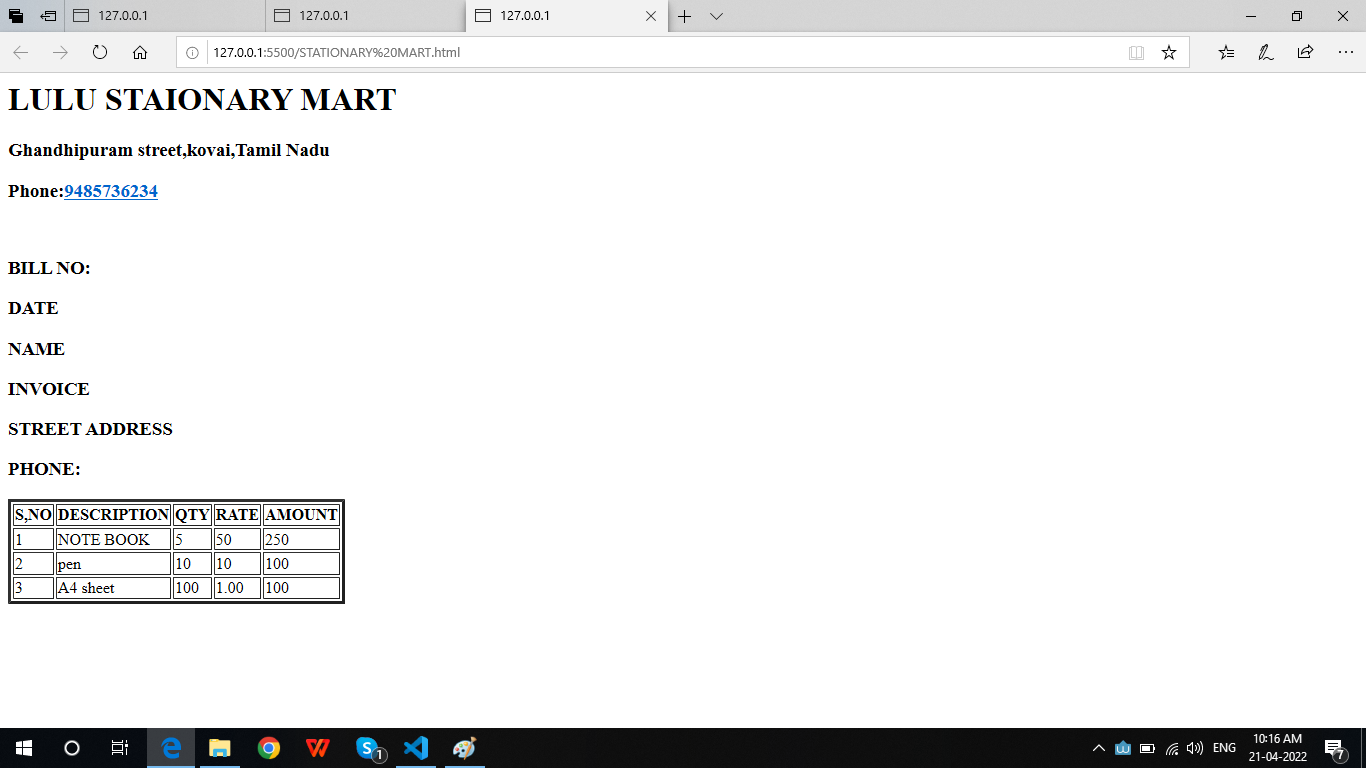 127.0.0.1
127.0.0.1
127.0.0.1
127.0.0.1:5500/STATIONARY%20MART.html
LULU STAIONARY MART
Ghandhipuram street,kovai,Tamil Nadu
Phone:9485736234
BILL NO:
DATE
NAME
INVOICE
STREET ADDRESS
PHONE:
S,NO DESCRIPTION QTY RATE AMOUNT
1 NOTE BOOK 5 50 250
2 pen 10 10 100
3 A4 sheet 100 1.00 100
ENG
10:16 AM
21-04-2022
1
7